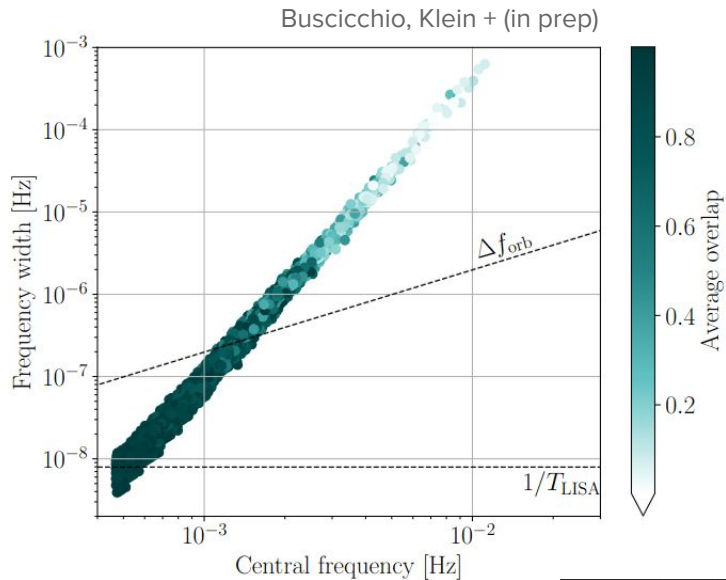 Buscicchio, Klein + (in prep)
10⁻³
10⁻⁴
10⁻⁵
10⁻⁶
10⁻⁷
10⁻⁸
Frequency width [Hz]
Δf_orb
1/T_LISA
10⁻³
10⁻²
Central frequency [Hz]
0.8
0.6
0.4
0.2
Average overlap